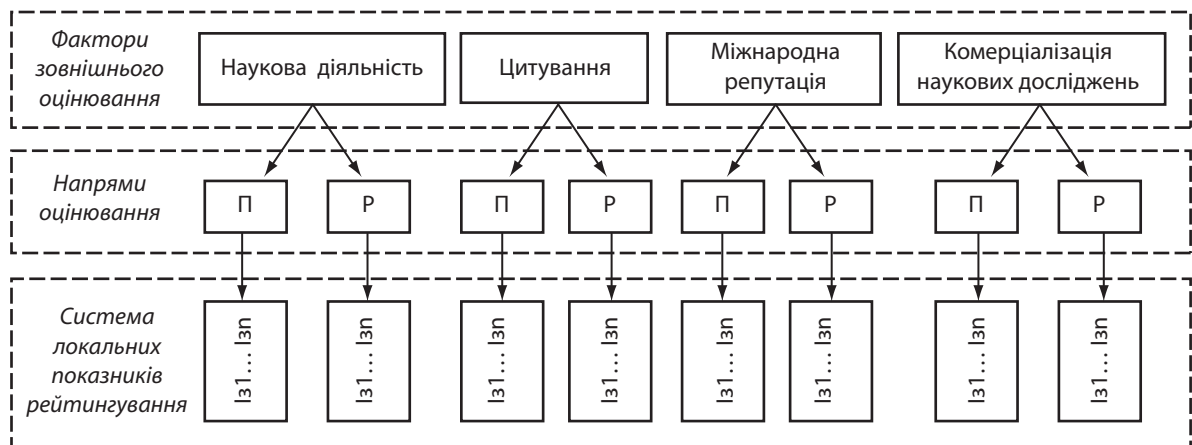 Фактори
зовнішнього
оцінювання
Наукова діяльність
Цитування
Міжнародна
репутація
Комерціалізація
наукових досліджень
Напрями
оцінювання
П
Р
П
Р
П
Р
П
Р
Система
локальних
показників
рейтингування
Із1... Ізn
Із1... Ізn
Із1... Ізn
Із1... Ізn
Із1... Ізn
Із1... Ізn
Із1... Ізn
Із1... Ізn